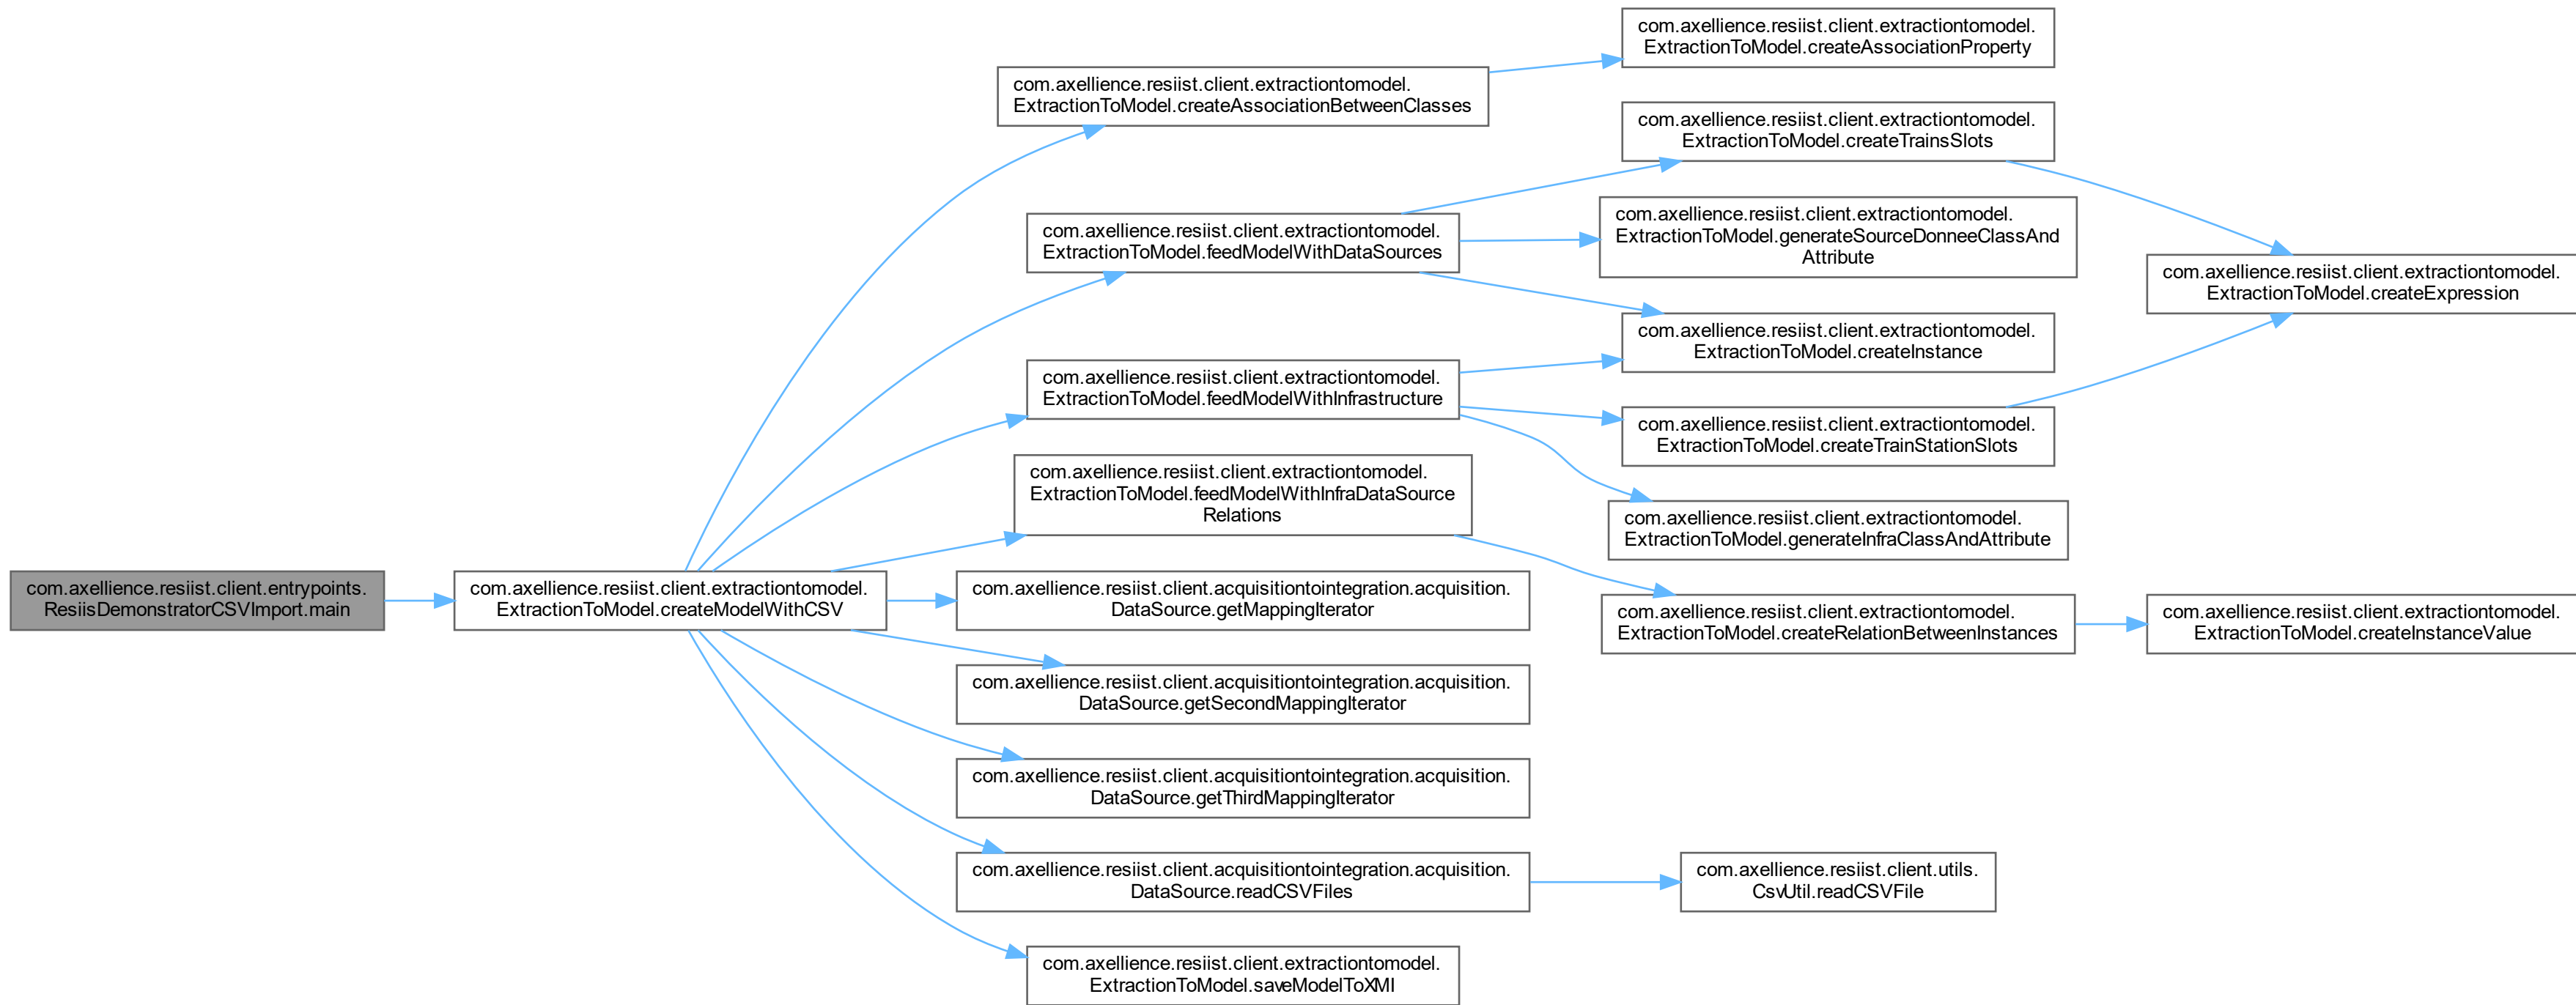 com.axellience.resiist.client.entrypoints.
ResiisDemonstratorCSVImport.main
com.axellience.resiist.client.extractiontomodel.
ExtractionToModel.createModelWithCSV
com.axellience.resiist.client.extractiontomodel.
ExtractionToModel.createAssociationBetweenClasses
com.axellience.resiist.client.extractiontomodel.
ExtractionToModel.feedModelWithDataSources
com.axellience.resiist.client.extractiontomodel.
ExtractionToModel.feedModelWithInfrastructure
com.axellience.resiist.client.extractiontomodel.
ExtractionToModel.feedModelWithInfraDataSource
Relations
com.axellience.resiist.client.acquisitiontointegration.acquisition.
DataSource.getMappingIterator
com.axellience.resiist.client.acquisitiontointegration.acquisition.
DataSource.getSecondMappingIterator
com.axellience.resiist.client.acquisitiontointegration.acquisition.
DataSource.getThirdMappingIterator
com.axellience.resiist.client.acquisitiontointegration.acquisition.
DataSource.readCSVFiles
com.axellience.resiist.client.extractiontomodel.
ExtractionToModel.saveModelToXMI
com.axellience.resiist.client.extractiontomodel.
ExtractionToModel.createAssociationProperty
com.axellience.resiist.client.extractiontomodel.
ExtractionToModel.createTrainsSlots
com.axellience.resiist.client.extractiontomodel.
ExtractionToModel.generateSourceDonneeClassAnd
Attribute
com.axellience.resiist.client.extractiontomodel.
ExtractionToModel.createInstance
com.axellience.resiist.client.extractiontomodel.
ExtractionToModel.createTrainStationSlots
com.axellience.resiist.client.extractiontomodel.
ExtractionToModel.generateInfraClassAndAttribute
com.axellience.resiist.client.extractiontomodel.
ExtractionToModel.createRelationBetweenInstances
com.axellience.resiist.client.utils.
CsvUtil.readCSVFile
com.axellience.resiist.client.extractiontomodel.
ExtractionToModel.createExpression
com.axellience.resiist.client.extractiontomodel.
ExtractionToModel.createInstanceValue